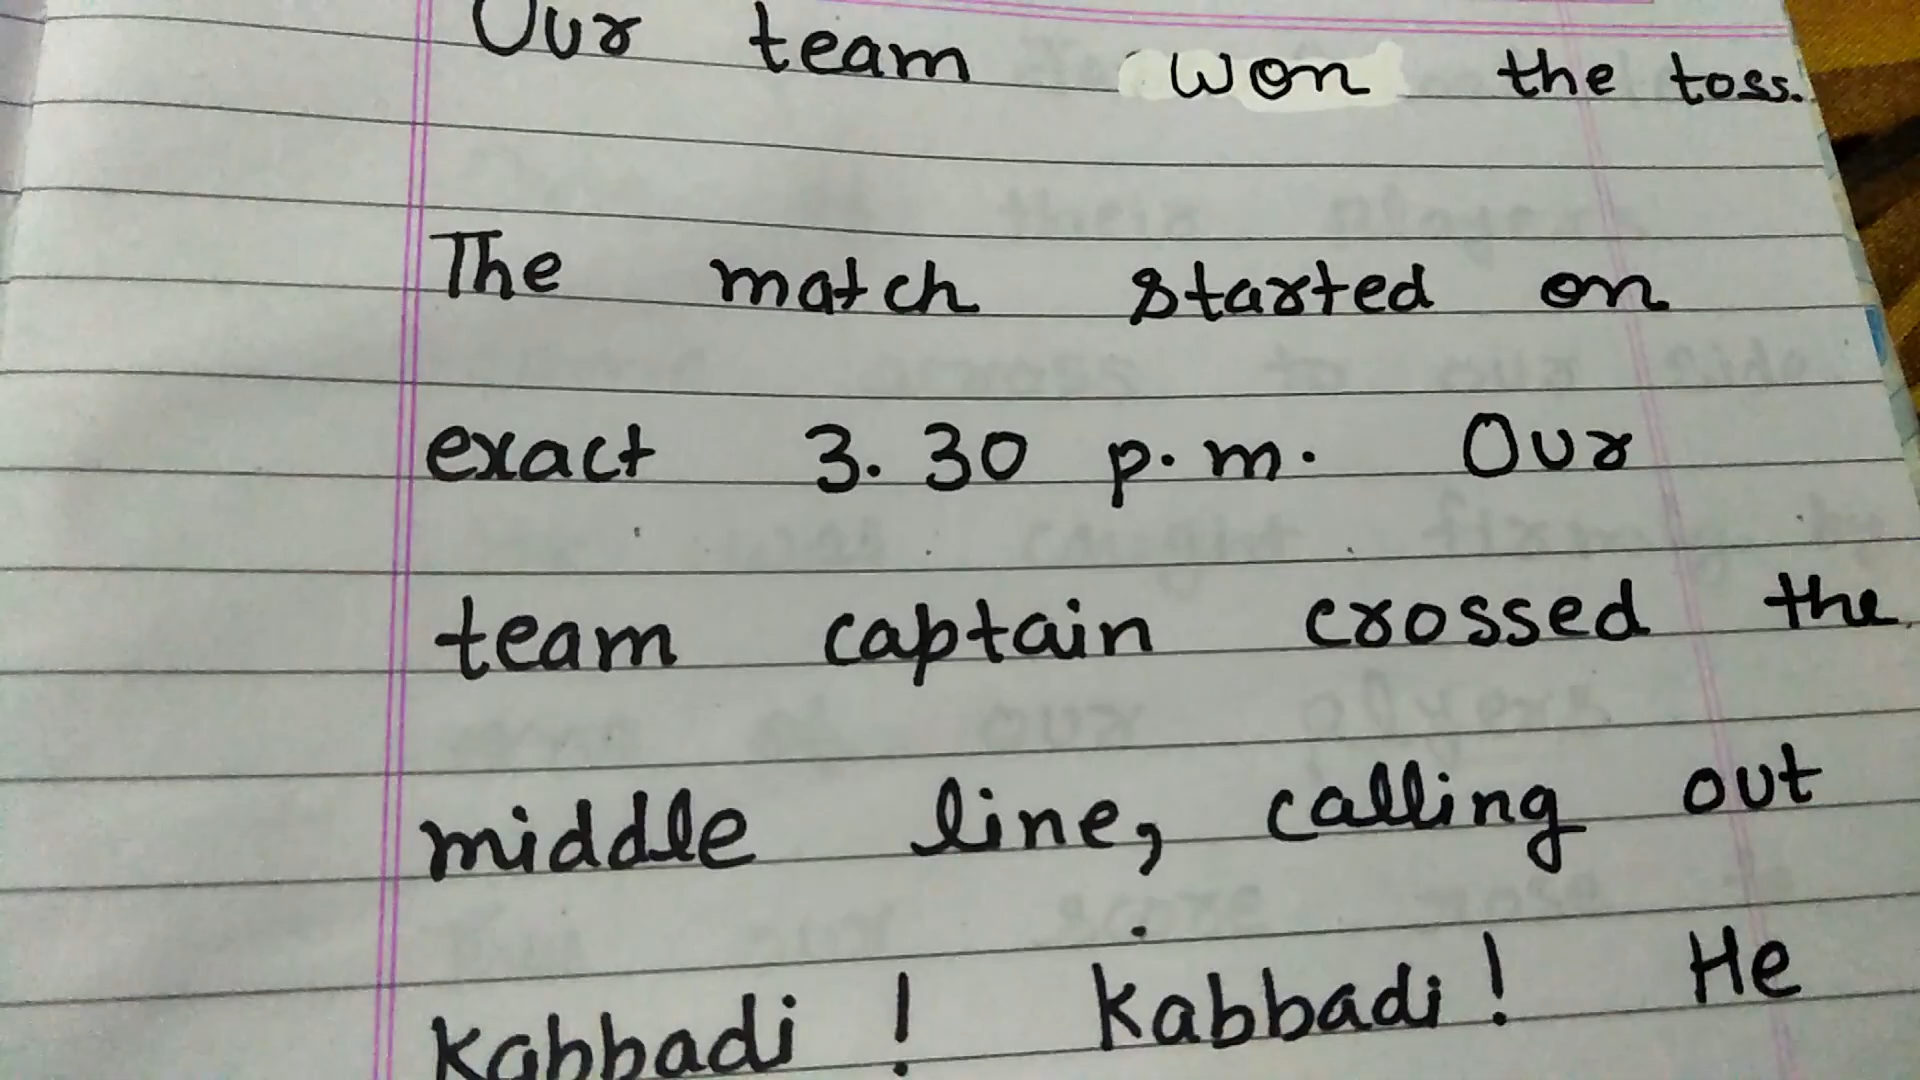 Our team won the toss.
The match started on
exact 3.30 p.m. Our
team captain crossed the
middle line, calling out
Kabbadi ! Kabbadi ! He